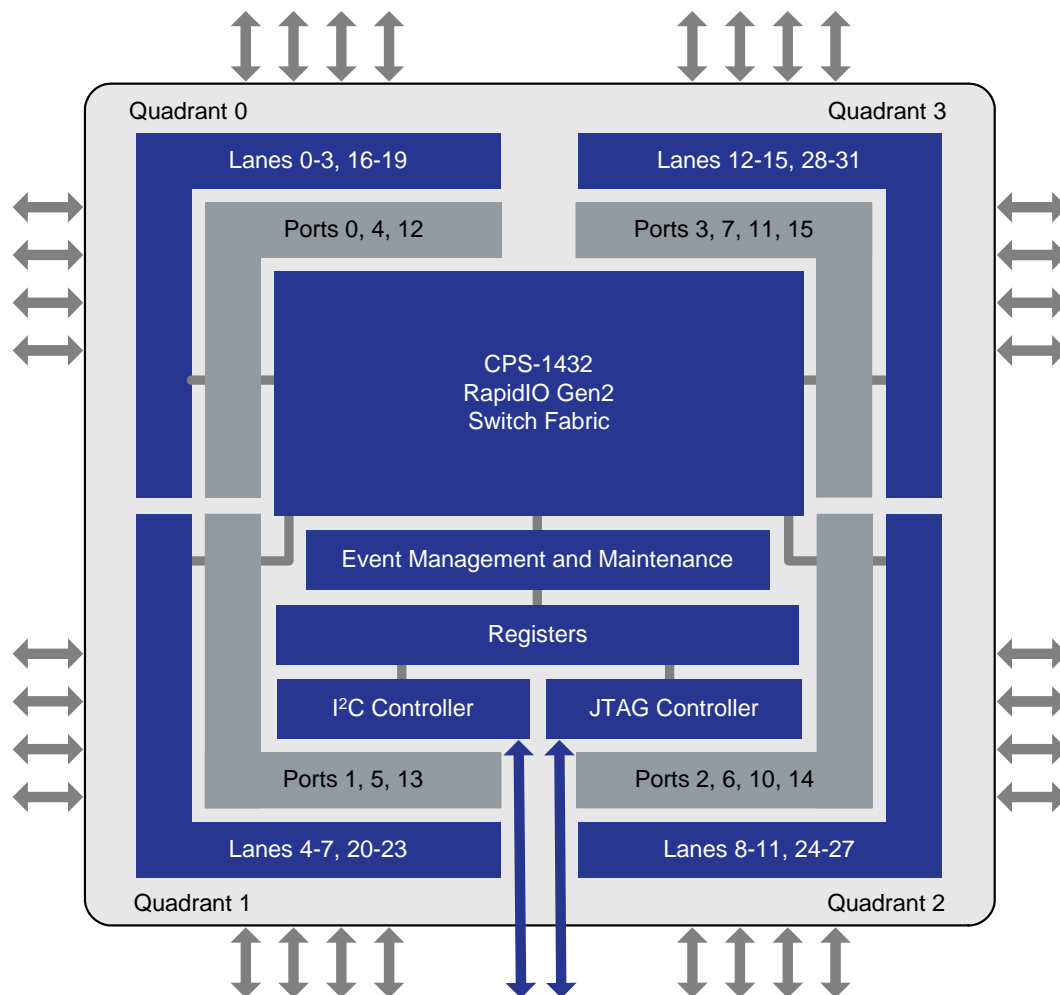 Quadrant 0
Quadrant 3
Lanes 0-3, 16-19
Lanes 12-15, 28-31
Ports 0, 4, 12
Ports 3, 7, 11, 15
CPS-1432
RapidIO Gen2
Switch Fabric
Event Management and Maintenance
Registers
I²C Controller
JTAG Controller
Ports 1, 5, 13
Ports 2, 6, 10, 14
Lanes 4-7, 20-23
Lanes 8-11, 24-27
Quadrant 1
Quadrant 2